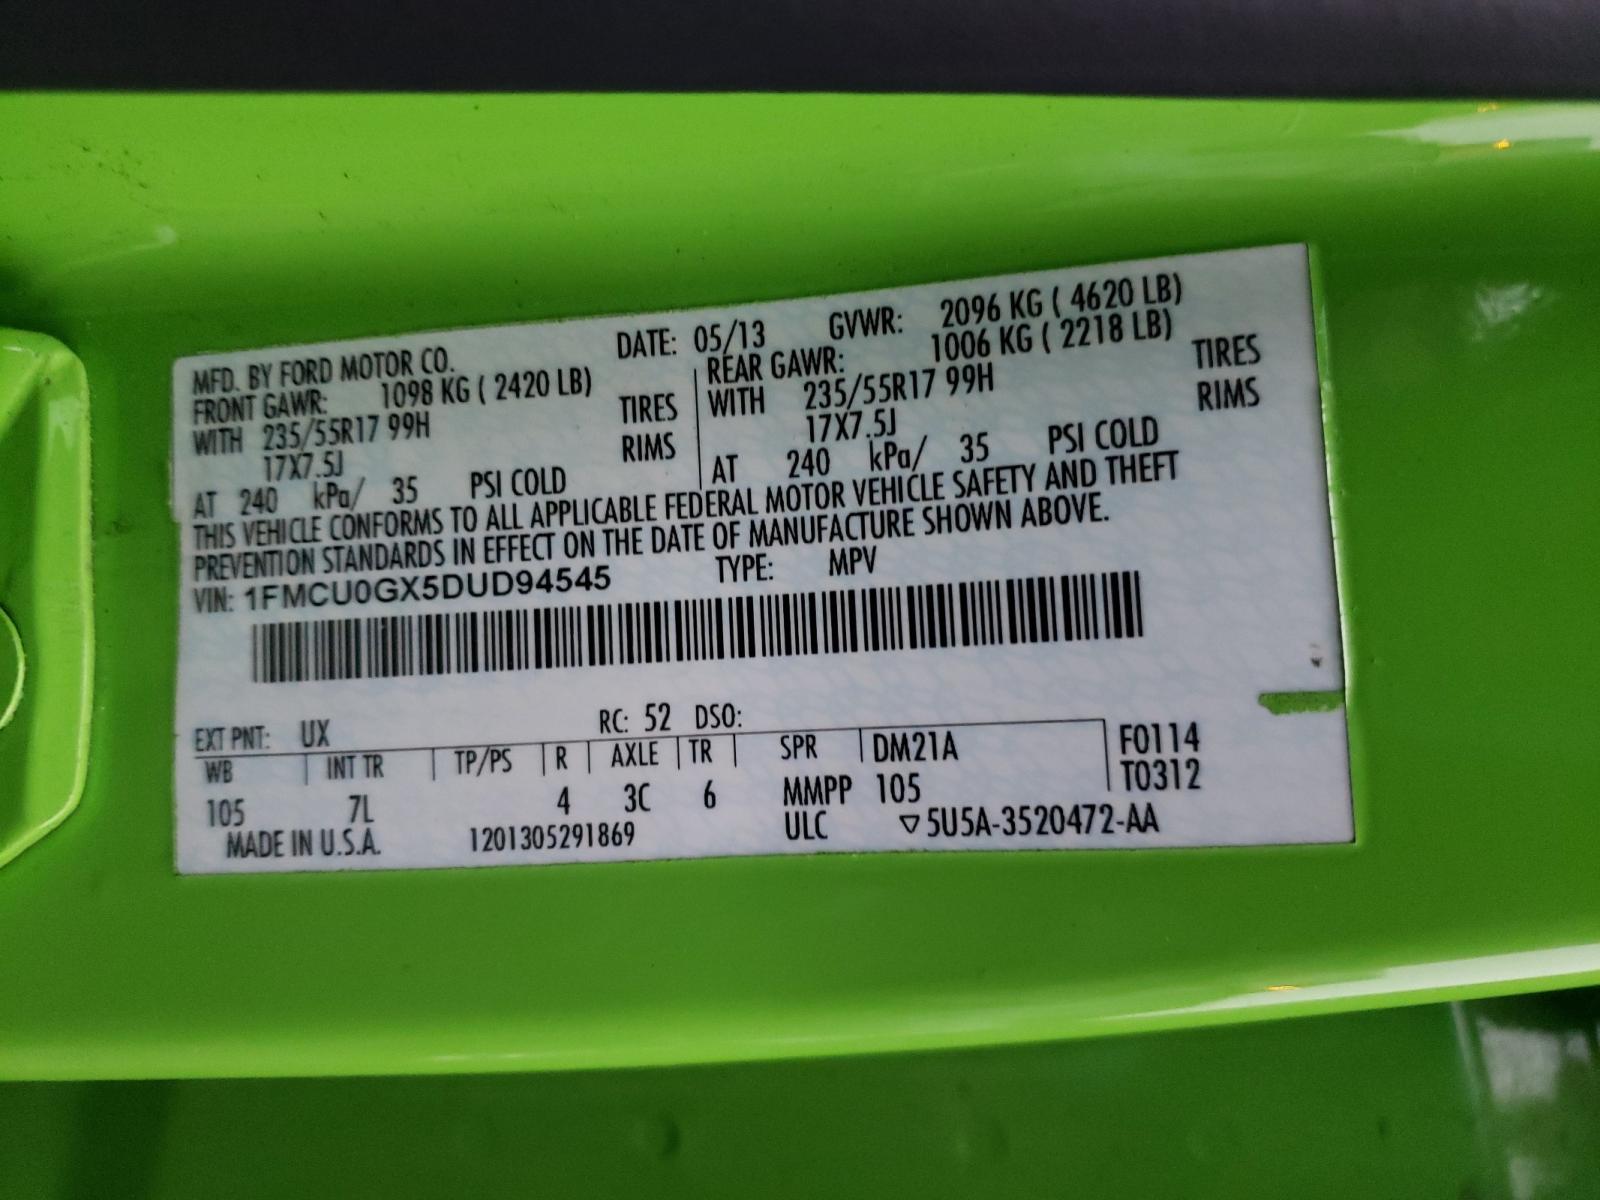 MFD. BY FORD MOTOR CO. DATE: 05/13 GVWR: 2096 KG ( 4620 LB)
FRONT GAWR: 1098 KG ( 2420 LB) REAR GAWR: 1006 KG ( 2218 LB)
WITH 235/55R17 99H TIRES WITH 235/55R17 99H TIRES
17X7.5J RIMS 17X7.5J RIMS
AT 240 kPa/ 35 PSI COLD AT 240 kPa/ 35 PSI COLD
THIS VEHICLE CONFORMS TO ALL APPLICABLE FEDERAL MOTOR VEHICLE SAFETY AND THEFT
PREVENTION STANDARDS IN EFFECT ON THE DATE OF MANUFACTURE SHOWN ABOVE.
VIN: 1FMCU0GX5DUD94545 TYPE: MPV
EXT PNT: UX RC: 52 DSO:
WB INT TR TP/PS R AXLE TR SPR DM21A F0114
105 7L 4 3C 6 MMPP 105 T0312
MADE IN U.S.A. 1201305291869 ULC ▽5U5A-3520472-AA